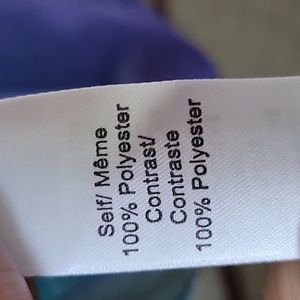 Self/ Même
100% Polyester
Contrast/
Contraste
100% Polyester